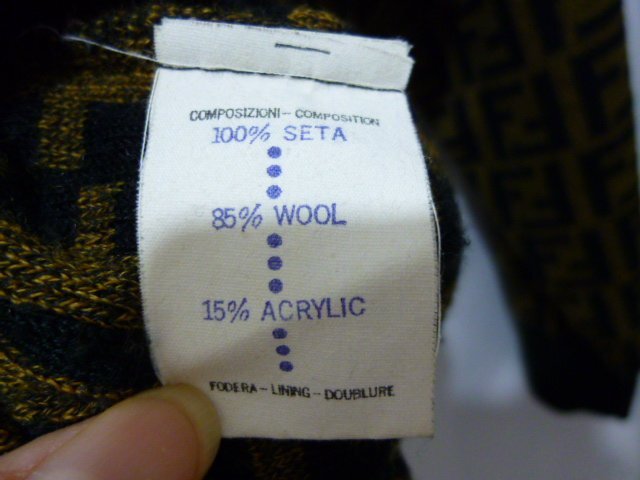 COMPOSIZIONI - COMPOSITION
100% SETA
85% WOOL
15% ACRYLIC
FODERA - LINING - DOUBLURE